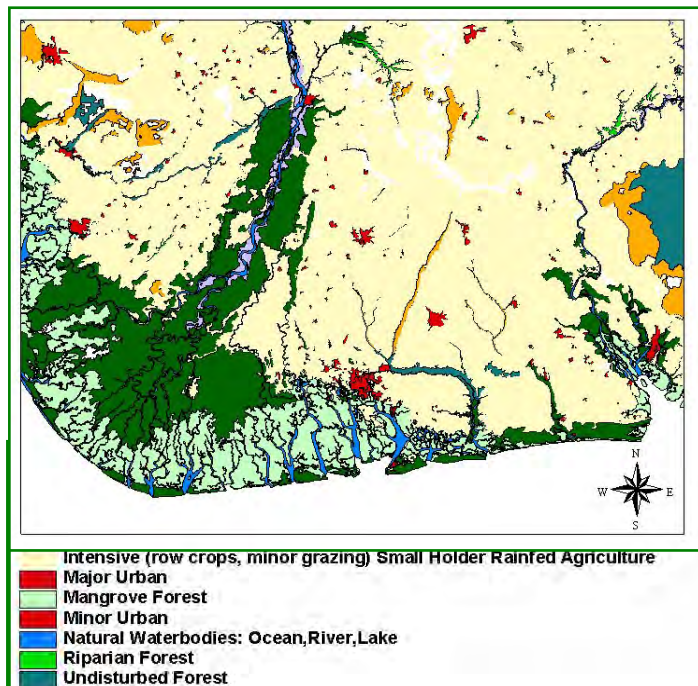 N
W E
S
Intensive (row crops, minor grazing) Small Holder Rainfed Agriculture
Major Urban
Mangrove Forest
Minor Urban
Natural Waterbodies: Ocean,River,Lake
Riparian Forest
Undisturbed Forest